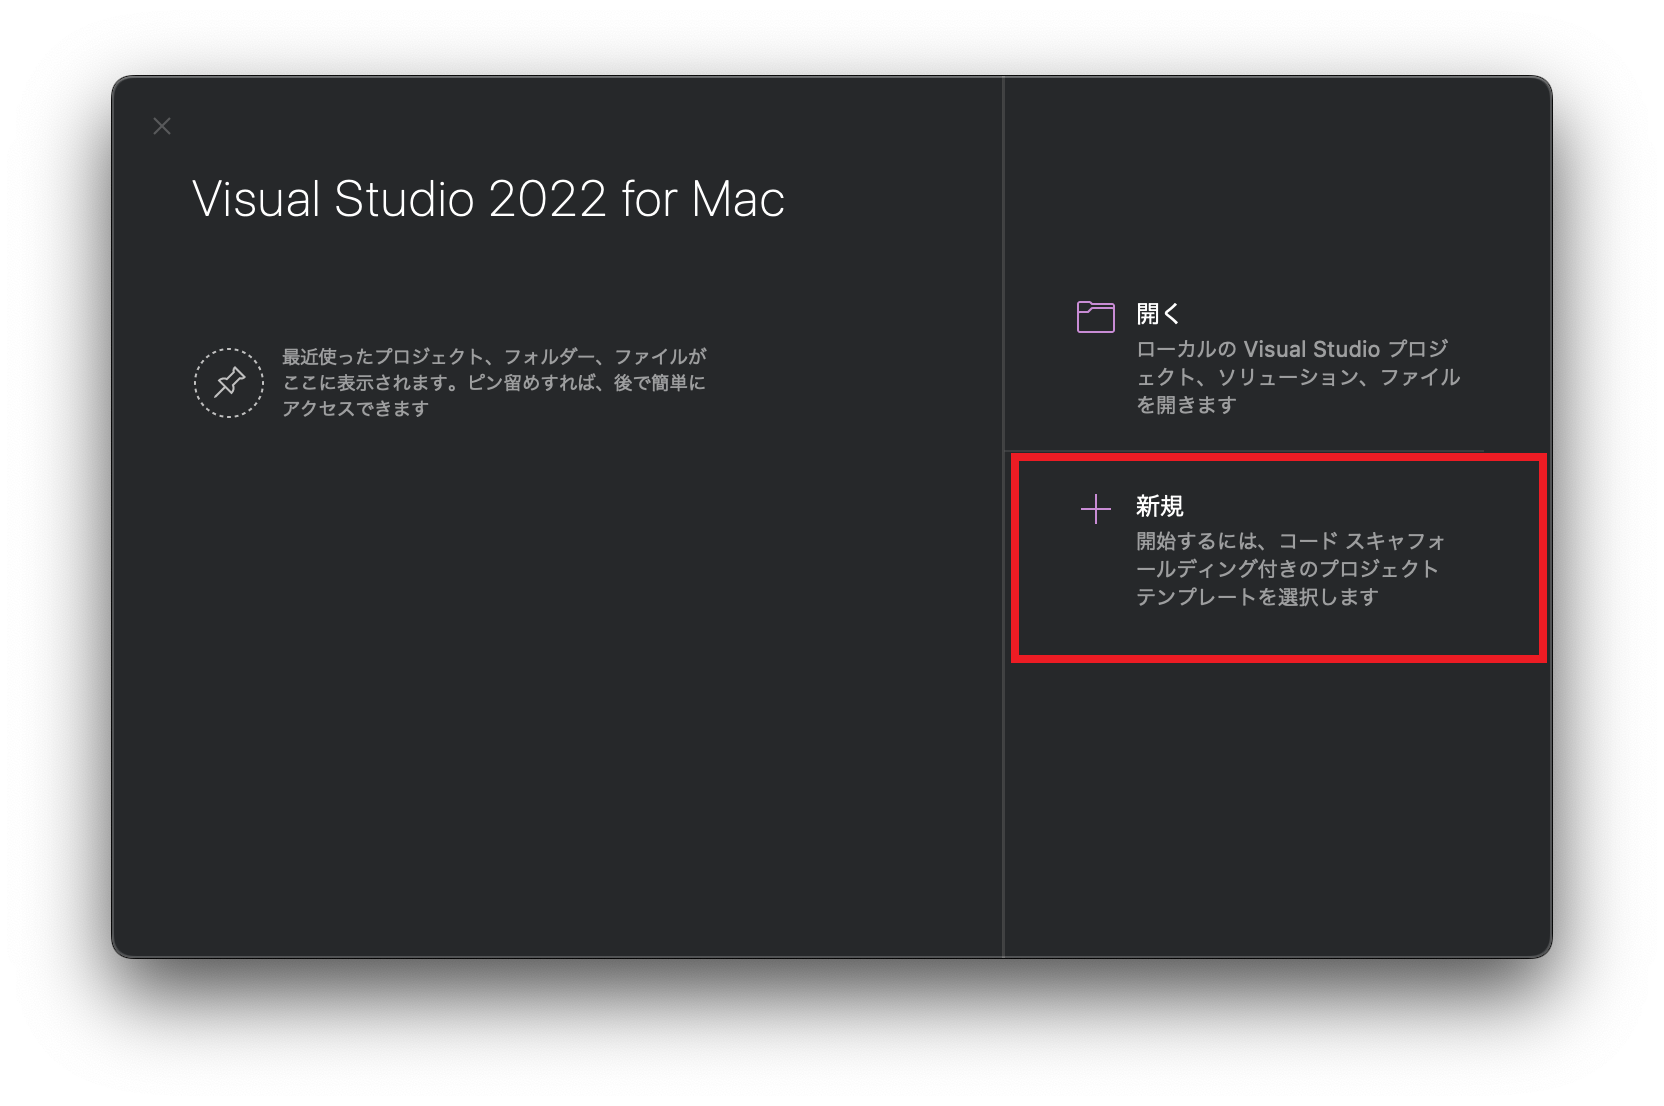 Visual Studio 2022 for Mac
最近使ったプロジェクト、フォルダー、ファイルが
ここに表示されます。ピン留めすれば、後で簡単に
アクセスできます
開く
ローカルの Visual Studio プロジ
ェクト、ソリューション、ファイル
を開きます
新規
開始するには、コード スキャフォ
ールディング付きのプロジェクト
テンプレートを選択します